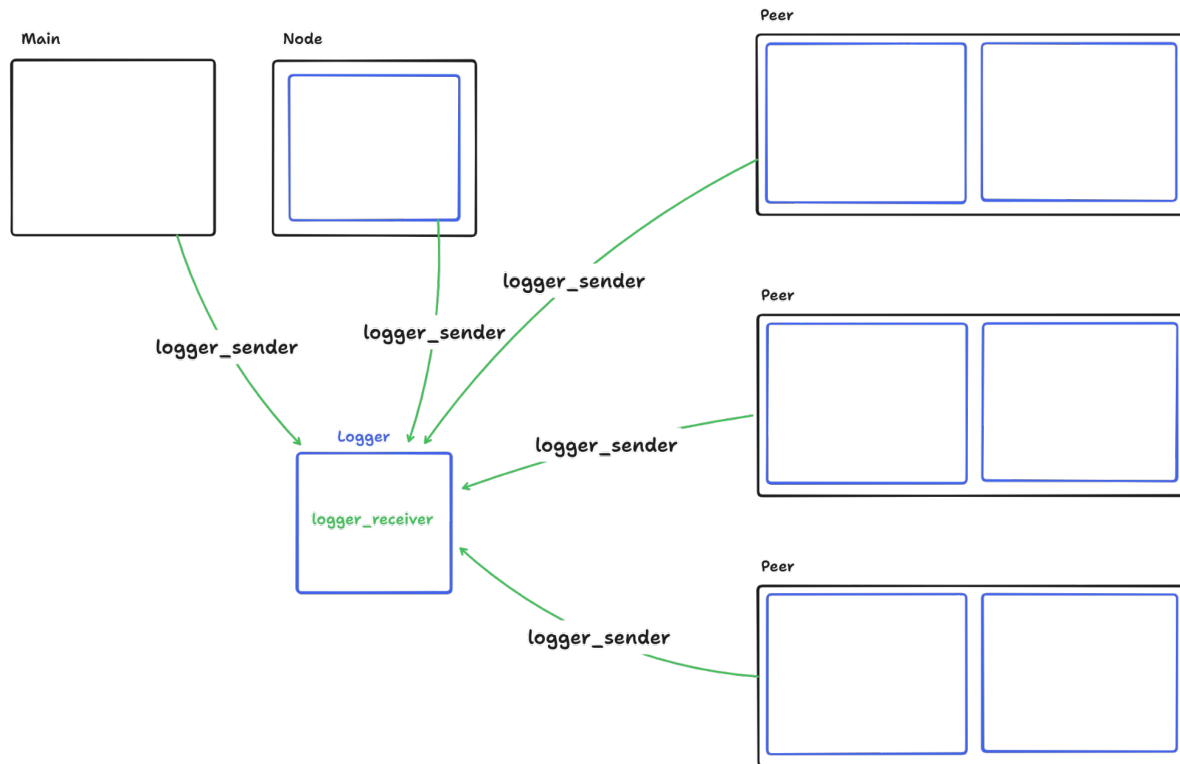 Main
Node
Peer
logger_sender
logger_sender
logger_sender
Peer
logger_sender
Logger
logger_receiver
Peer
logger_sender